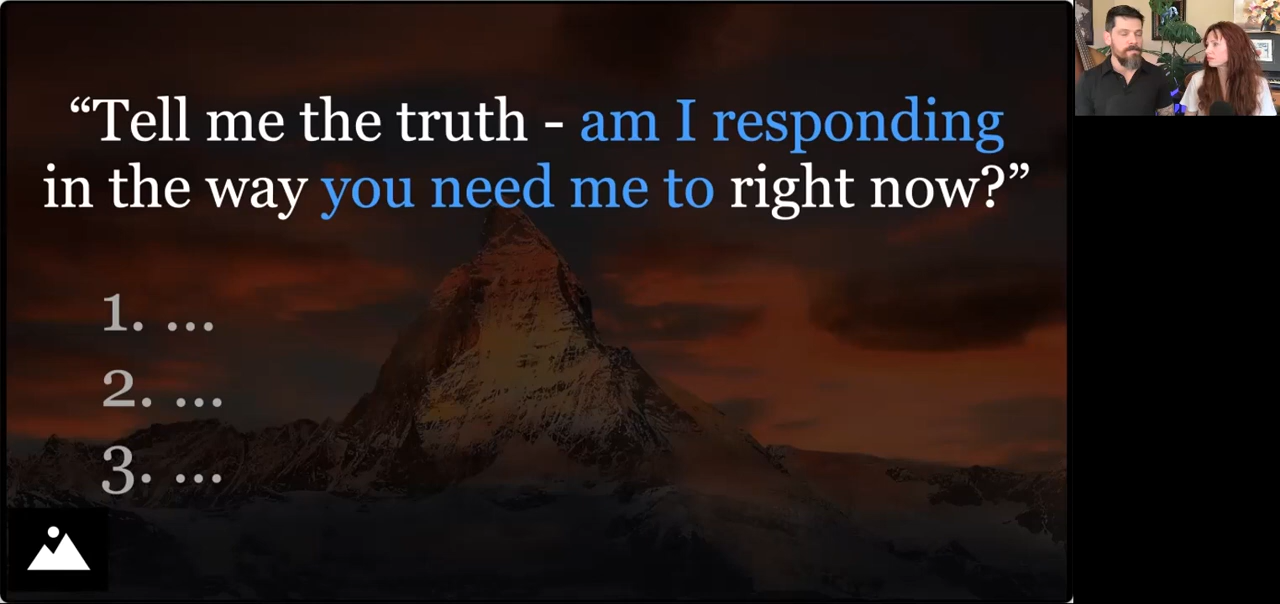 “Tell me the truth - am I responding
in the way you need me to right now?”
1. ...
2. ...
3. ...